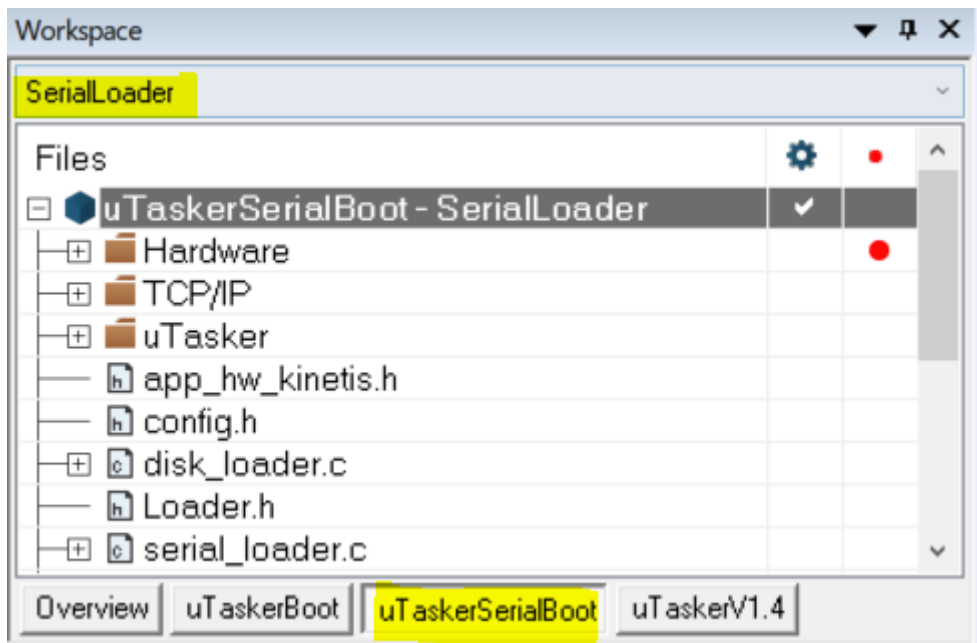 Workspace
SerialLoader
Files
uTaskerSerialBoot - SerialLoader
Hardware
TCP/IP
uTasker
h app_hw_kinetis.h
h config.h
c disk_loader.c
h Loader.h
c serial_loader.c
Overview uTaskerBoot uTaskerSerialBoot uTaskerV1.4